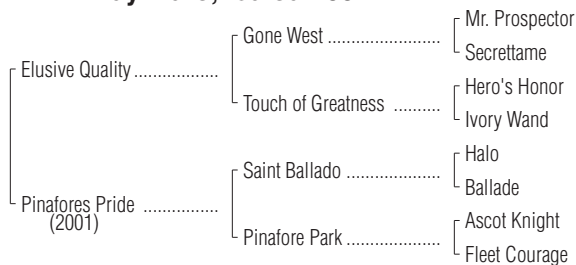 Mr. Prospector
Gone West ........................
Secrettame
Elusive Quality ..................
Hero's Honor
Touch of Greatness ..........
Ivory Wand
Halo
Saint Ballado .....................
Ballade
Pinafores Pride ................
(2001)
Ascot Knight
Pinafore Park .....................
Fleet Courage